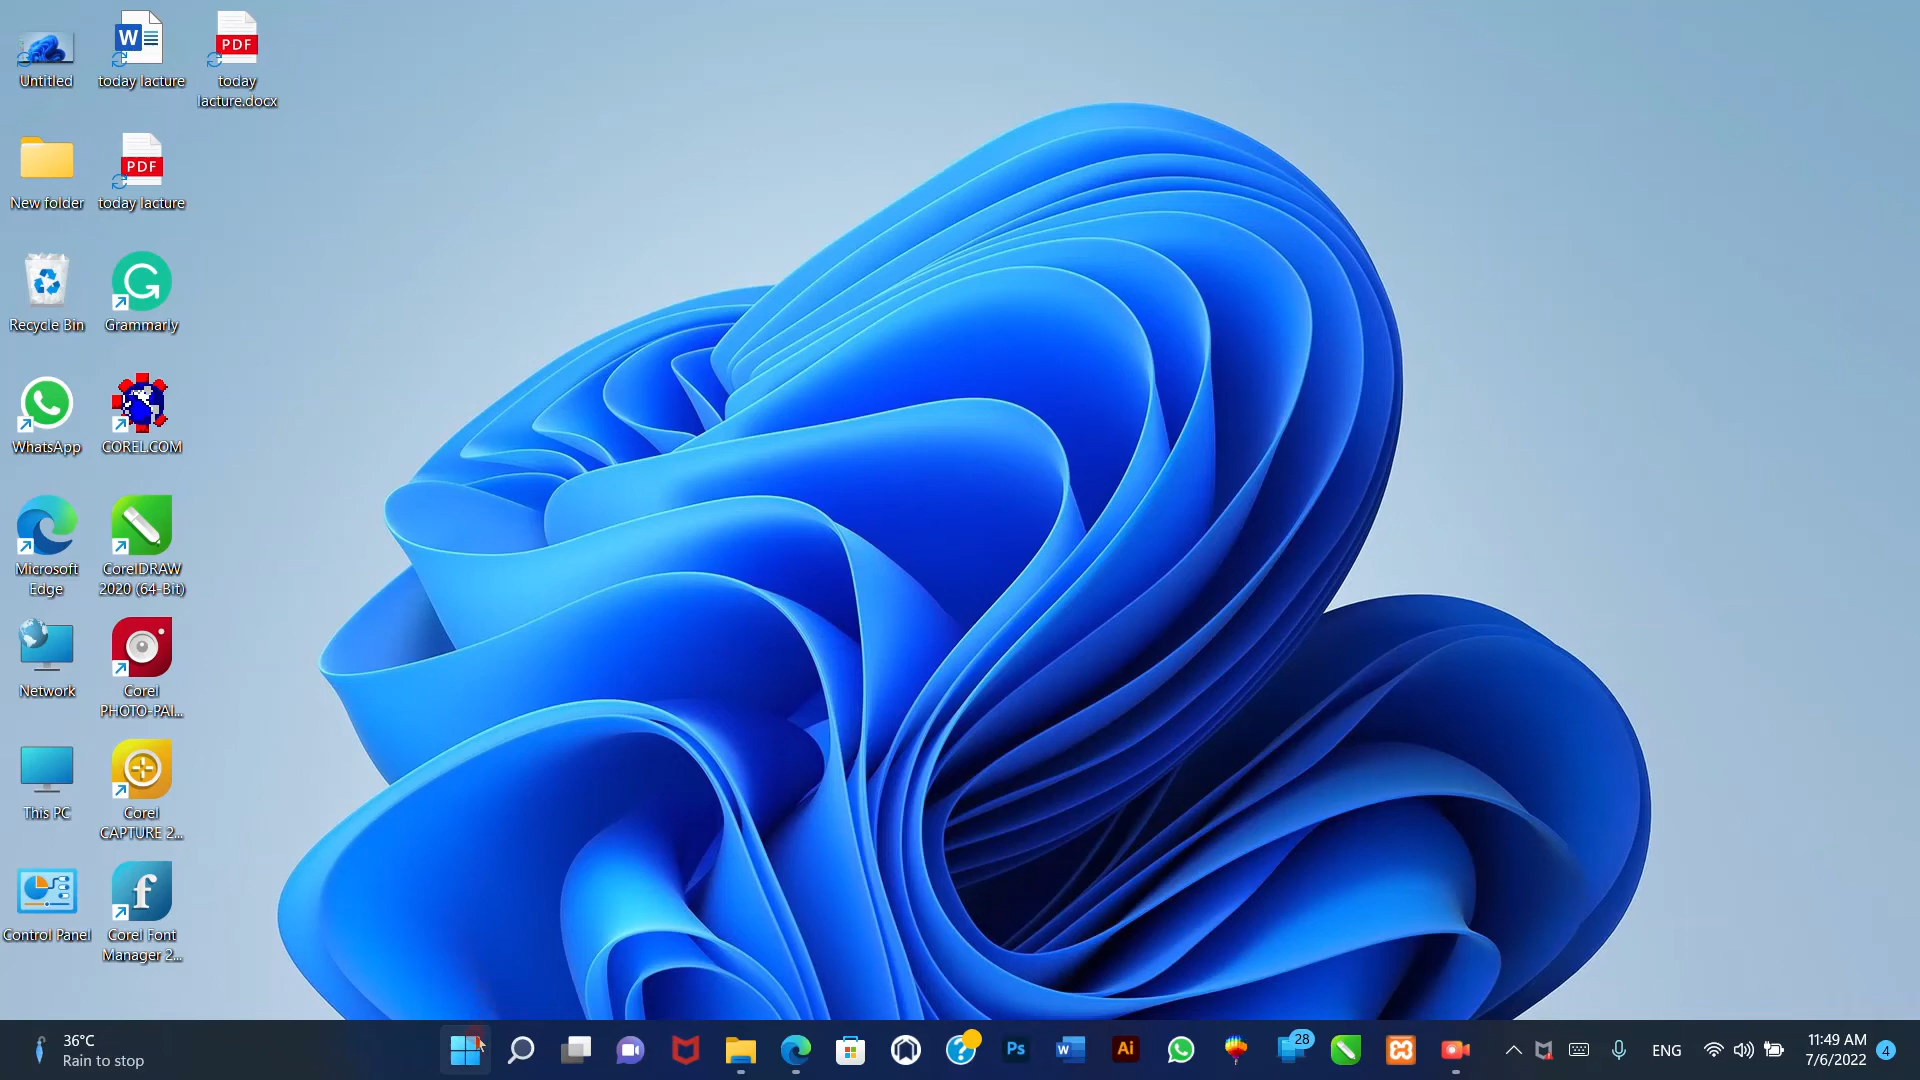 Untitled
W
today lacture
PDF
today
lacture.docx
New folder
PDF
today lacture
Recycle Bin
G
Grammarly
WhatsApp
COREL.COM
Microsoft
Edge
CorelDRAW
2020 (64-Bit)
Network
Corel
PHOTO-PAI...
This PC
Corel
CAPTURE 2...
Control Panel
f
Corel Font
Manager 2...
36°C
Rain to stop
Ps
W
Ai
28
ENG
11:49 AM
7/6/2022
4